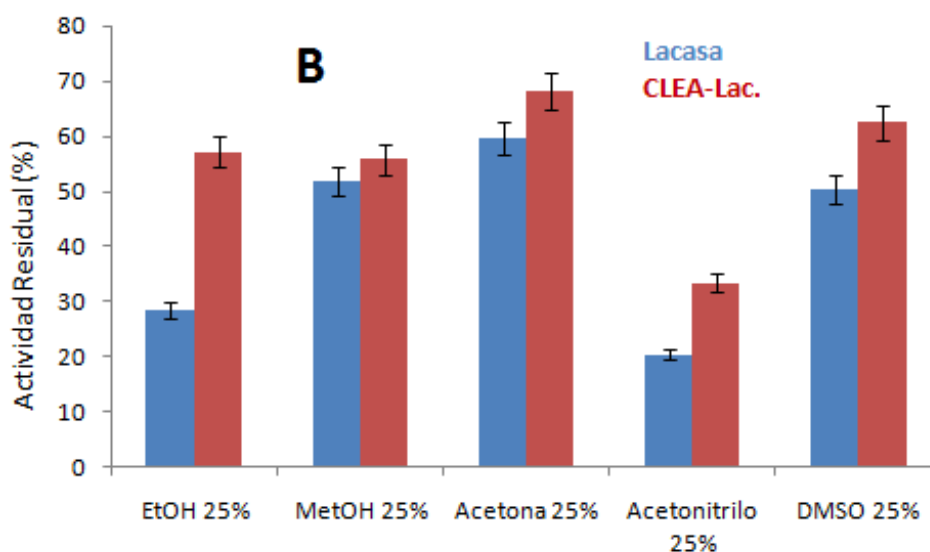 80
70
60
50
40
30
20
10
0
Actividad Residual (%)
B
Lacasa
CLEA-Lac.
EtOH 25%
MetOH 25%
Acetona 25%
Acetonitrilo
25%
DMSO 25%